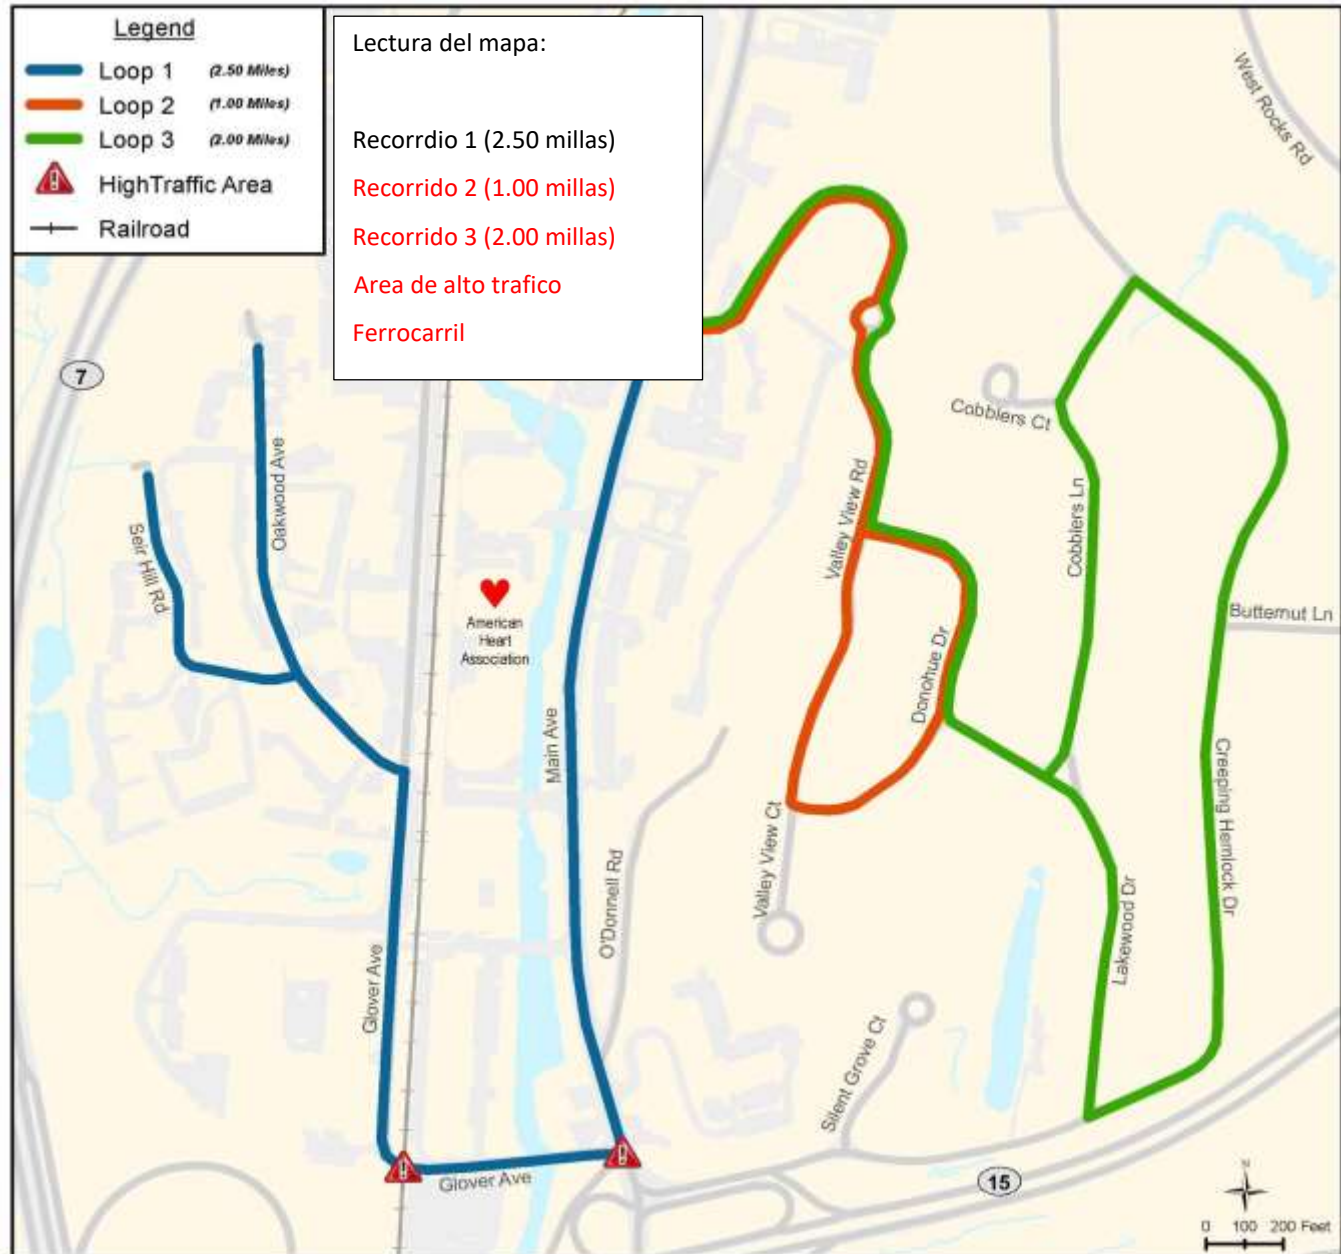 Legend
Loop 1 (2.50 Miles)
Loop 2 (1.00 Miles)
Loop 3 (2.00 Miles)
HighTraffic Area
Railroad
Lectura del mapa:
Recorrdio 1 (2.50 millas)
Recorrido 2 (1.00 millas)
Recorrido 3 (2.00 millas)
Area de alto trafico
Ferrocarril
West Rocks Rd
7
Cobblers Ct
Oakwood Ave
Seir Hill Rd
Valley View Rd
Cobblers Ln
American
Heart
Association
Butternut Ln
Donohue Dr
Main Ave
Creeping Hemlock Dr
Valley View Ct
O'Donnell Rd
Lakewood Dr
Glover Ave
Silent Grove Ct
Glover Ave
15
N
0 100 200 Feet